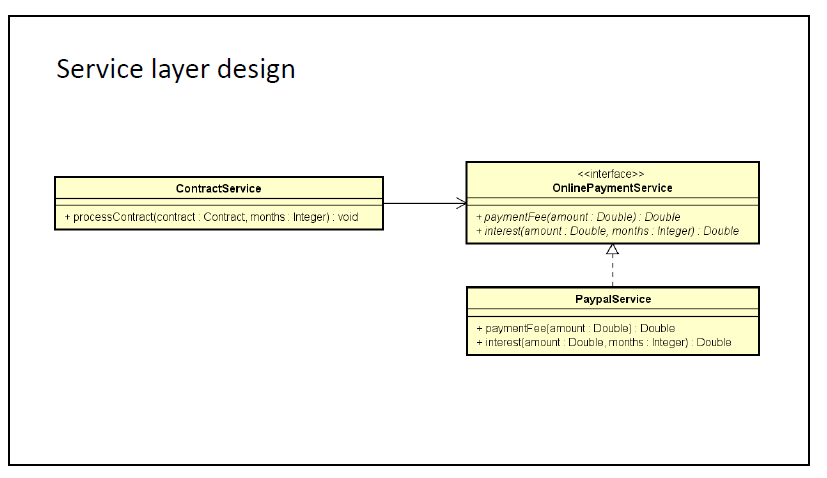 Service layer design
ContractService
+ processContract(contract : Contract, months : Integer) : void
<<interface>>
OnlinePaymentService
+ paymentFee(amount : Double) : Double
+ interest(amount : Double, months : Integer) : Double
PaypalService
+ paymentFee(amount : Double) : Double
+ interest(amount : Double, months : Integer) : Double